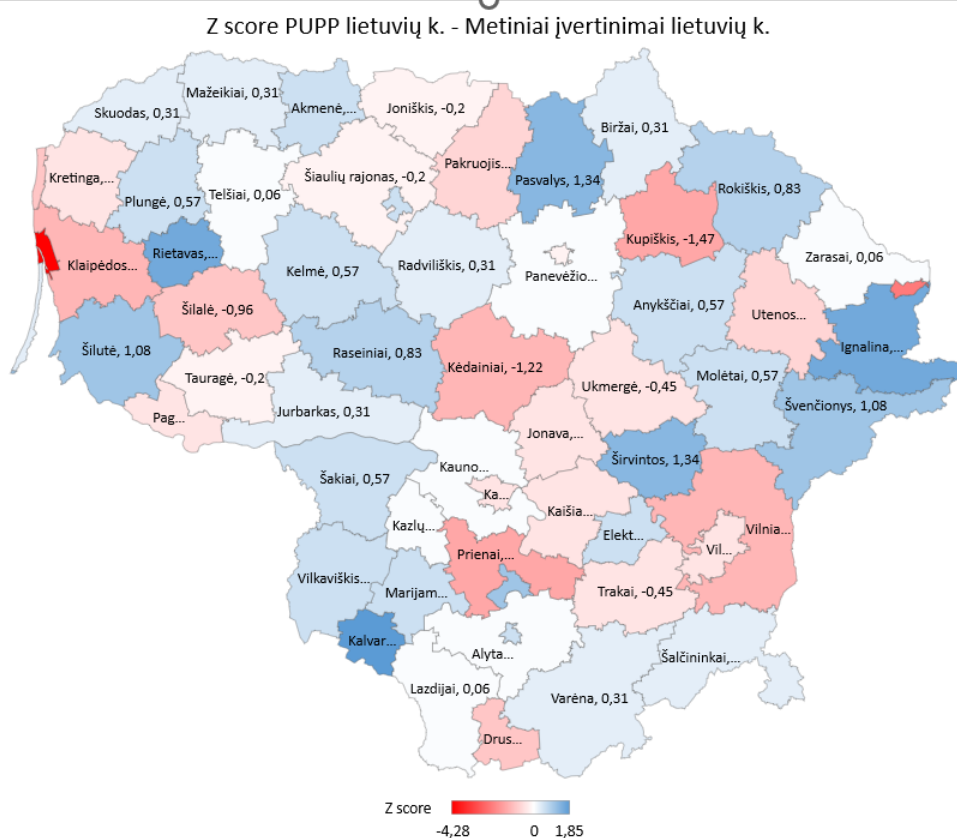 Z score PUPP lietuvių k. - Metiniai įvertinimai lietuvių k.
Skuodas, 0,31
Mažeikiai, 0,31
Akmenė,...
Joniškis, -0,2
Biržai, 0,31
Kretinga,...
Plungė, 0,57
Telšiai, 0,06
Šiaulių rajonas, -0,2
Pakruojis...
Pasvalys, 1,34
Rokiškis, 0,83
Klaipėdos...
Rietavas,...
Kelmė, 0,57
Radviliškis, 0,31
Panevėžio...
Kupiškis, -1,47
Zarasai, 0,06
Šilalė, -0,96
Anykščiai, 0,57
Utenos...
Ignalina,...
Šilutė, 1,08
Tauragė, -0,2
Raseiniai, 0,83
Kėdainiai, -1,22
Ukmergė, -0,45
Molėtai, 0,57
Švenčionys, 1,08
Pag...
Jurbarkas, 0,31
Jonava,...
Širvintos, 1,34
Šakiai, 0,57
Kauno...
Ka...
Kaišia...
Kazlų...
Elekt...
Vilnia...
Vil...
Prienai,...
Vilkaviškis...
Marijam...
Trakai, -0,45
Kalvar...
Alyta...
Šalčininkai,...
Lazdijai, 0,06
Varėna, 0,31
Drus...
Z score
-4,28 0 1,85